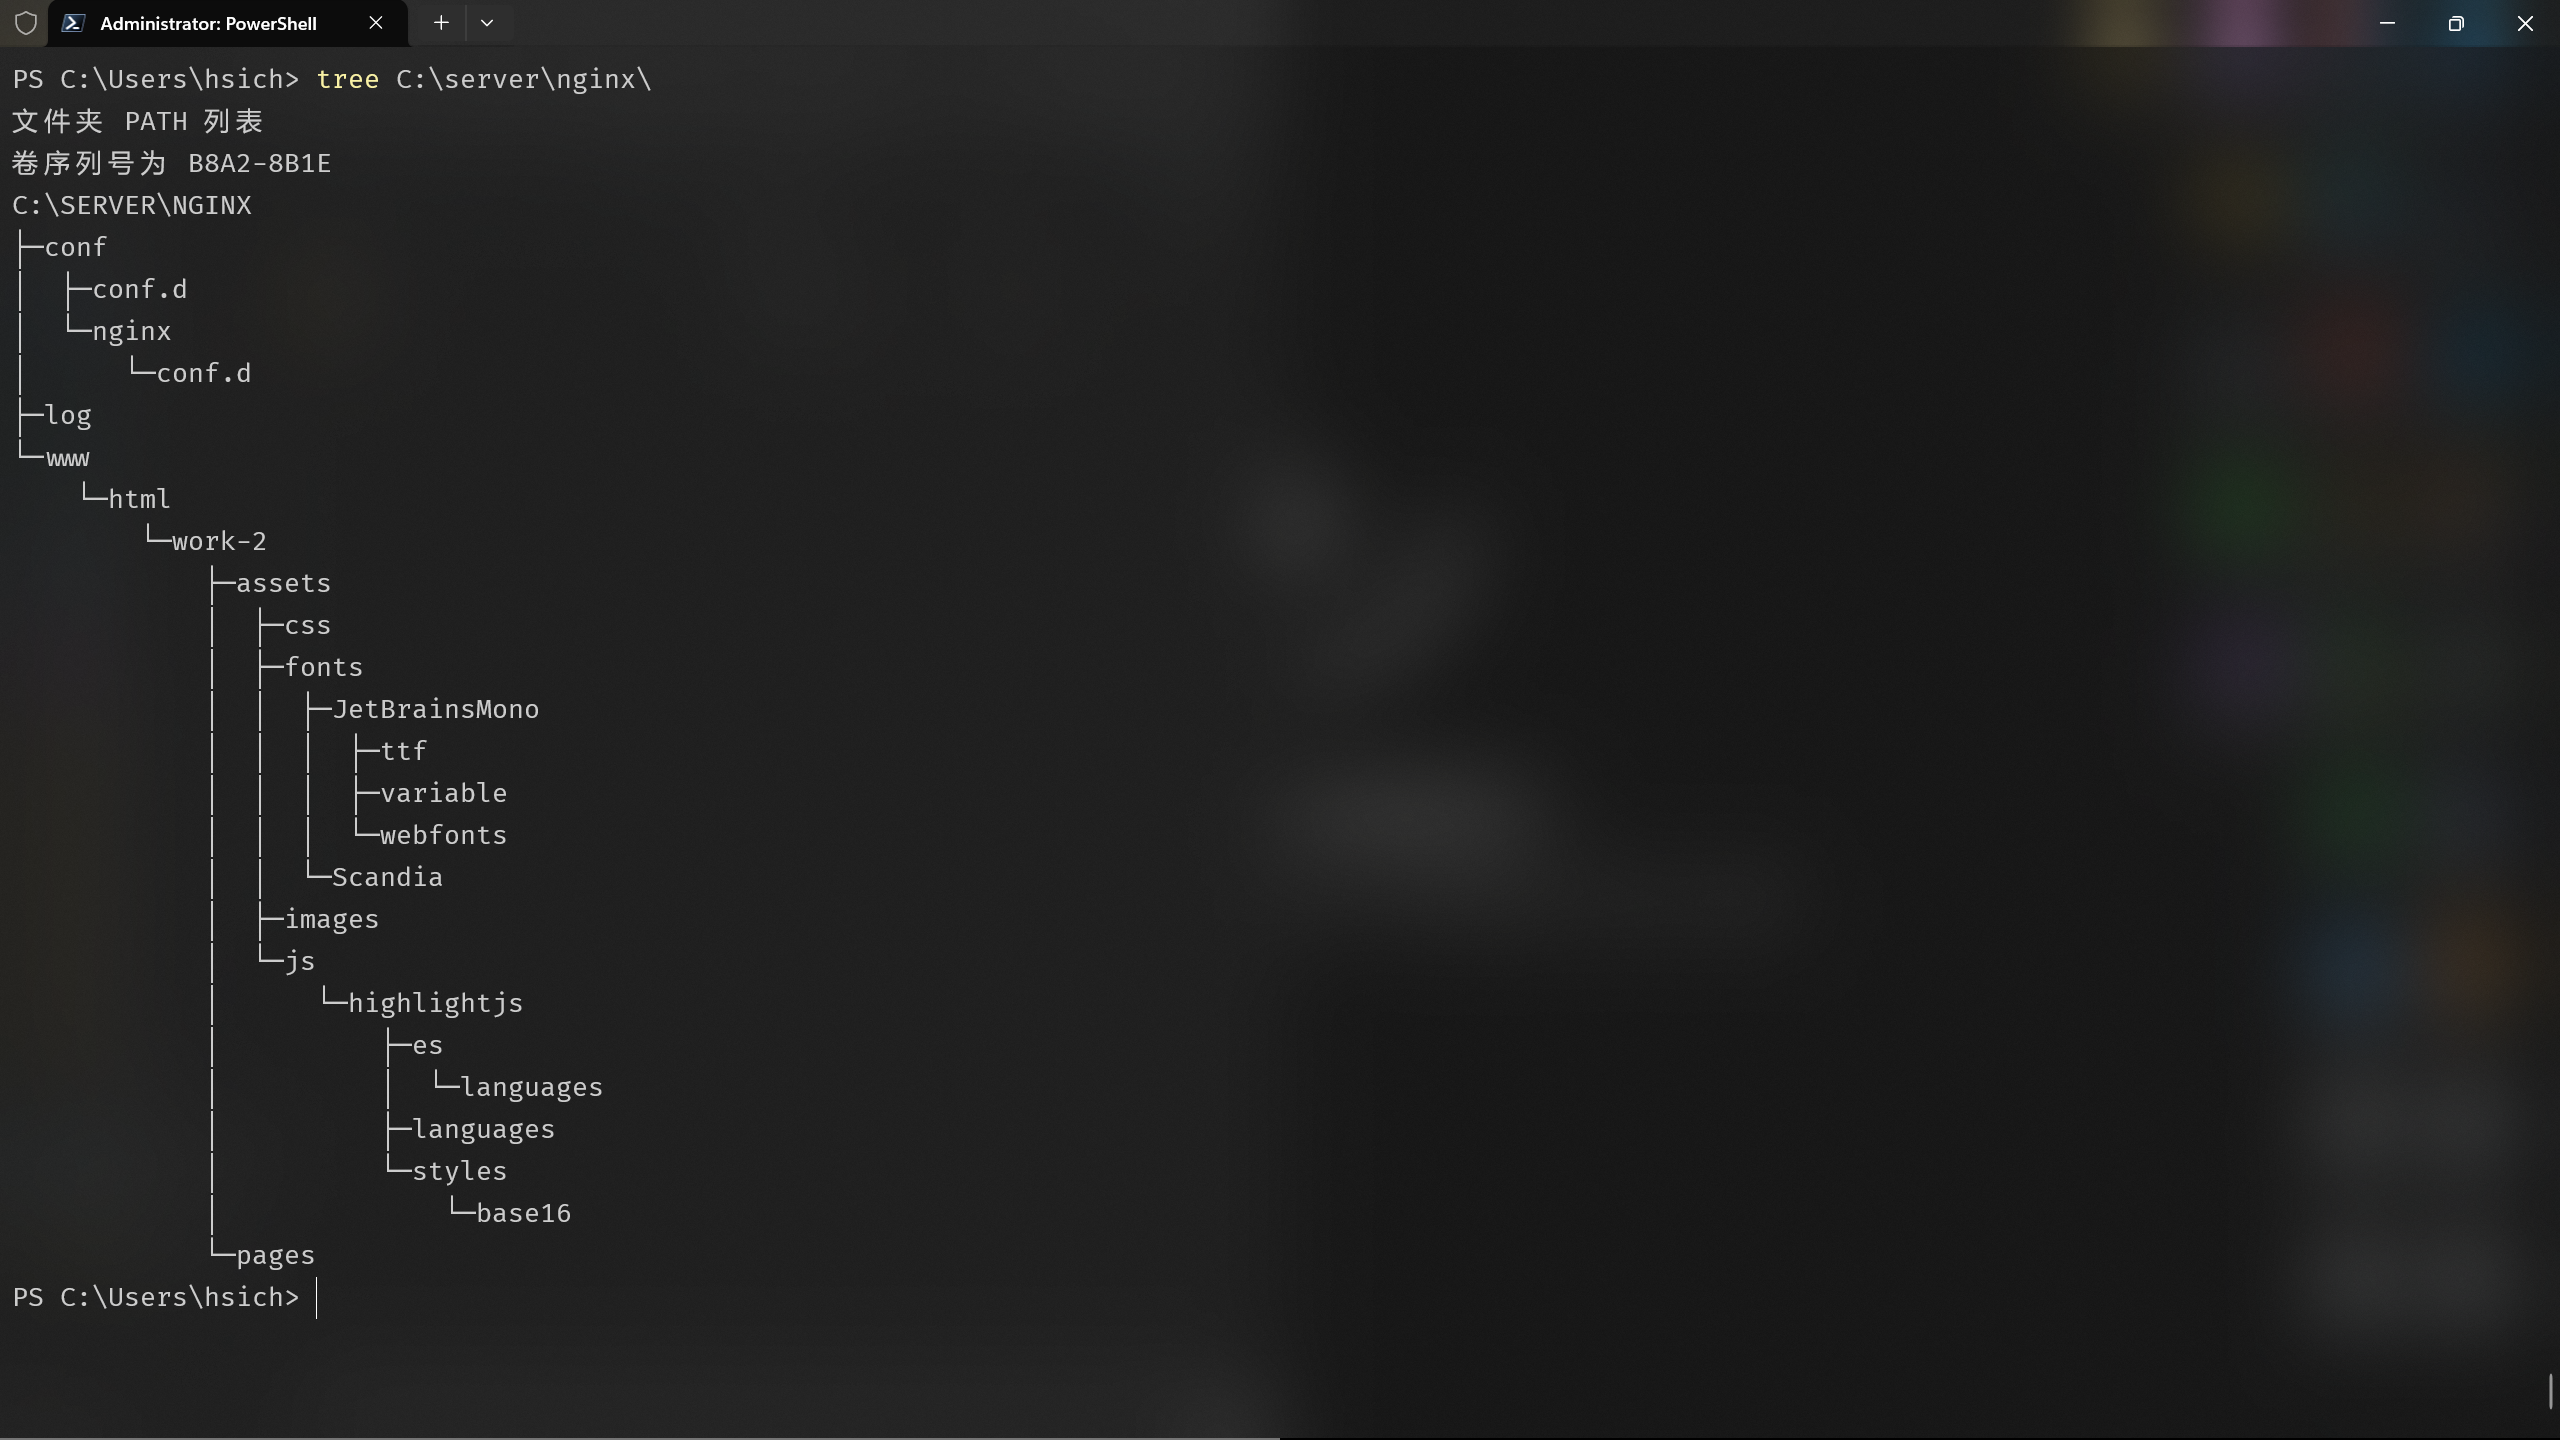 Administrator: PowerShell
PS C:\Users\hsich> tree C:\server\nginx\
文件夹 PATH 列表
卷序列号为 B8A2-8B1E
C:\SERVER\NGINX
├─conf
│  ├─conf.d
│  └─nginx
│      └─conf.d
├─log
└─www
    └─html
        └─work-2
            ├─assets
            │  ├─css
            │  ├─fonts
            │  │  ├─JetBrainsMono
            │  │  │  ├─ttf
            │  │  │  ├─variable
            │  │  │  └─webfonts
            │  │  └─Scandia
            │  ├─images
            │  └─js
            │      └─highlightjs
            │          ├─es
            │          │  └─languages
            │          ├─languages
            │          └─styles
            │              └─base16
            └─pages
PS C:\Users\hsich>